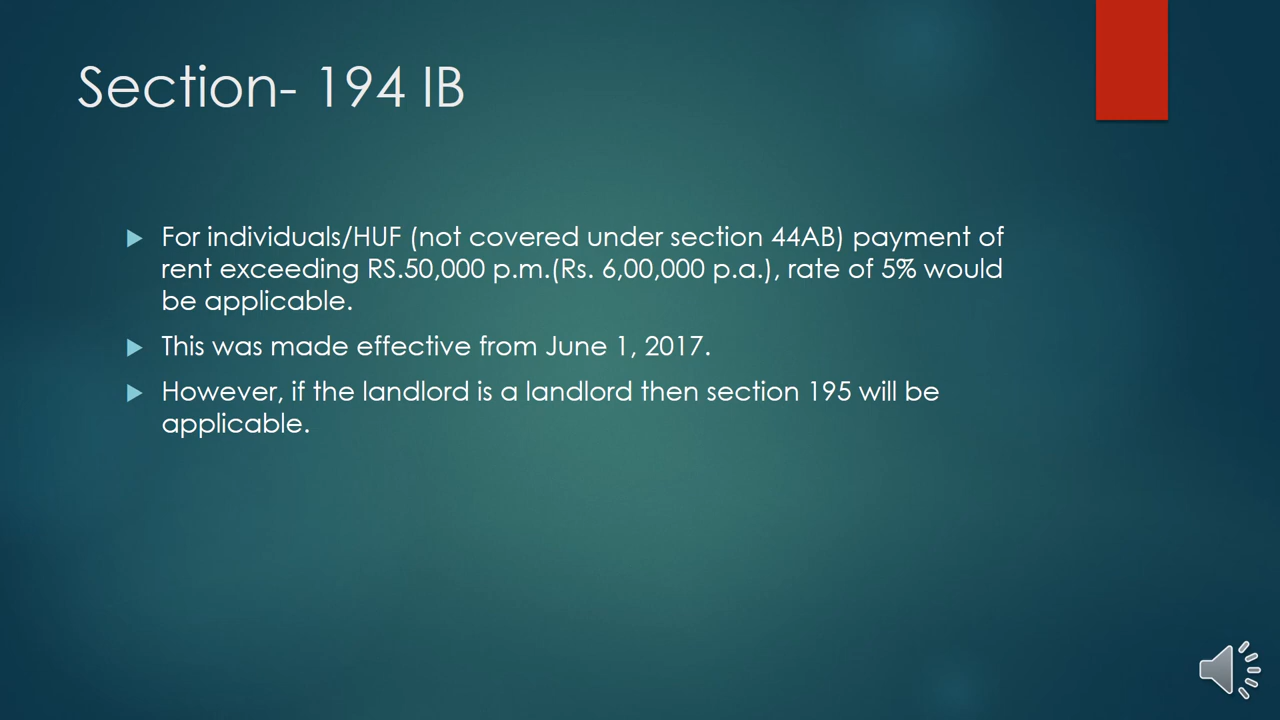 Section- 194 IB
For individuals/HUF (not covered under section 44AB) payment of
rent exceeding RS.50,000 p.m.(Rs. 6,00,000 p.a.), rate of 5% would
be applicable.
This was made effective from June 1, 2017.
However, if the landlord is a landlord then section 195 will be
applicable.